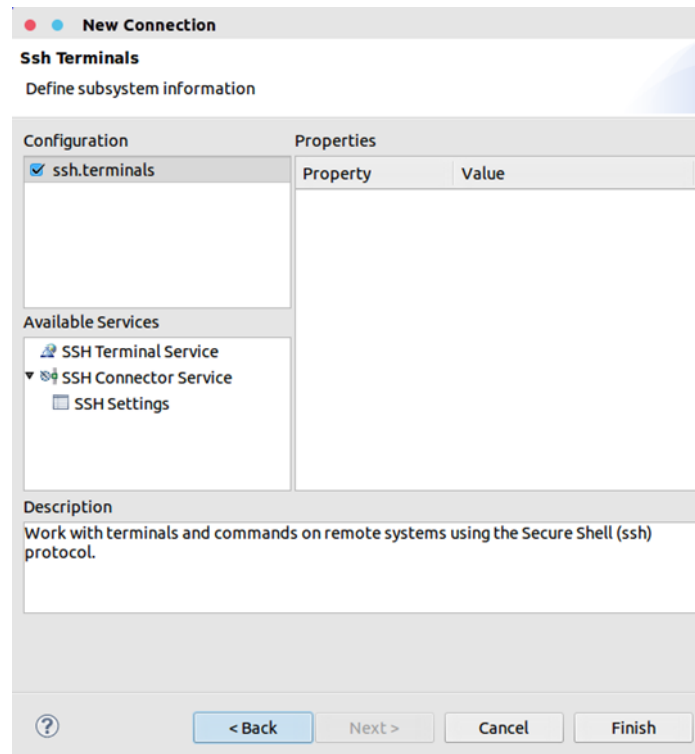 New Connection
Ssh Terminals
Define subsystem information
Configuration
Properties
ssh.terminals
Property Value
Available Services
SSH Terminal Service
SSH Connector Service
SSH Settings
Description
Work with terminals and commands on remote systems using the Secure Shell (ssh)
protocol.
? < Back Next > Cancel Finish